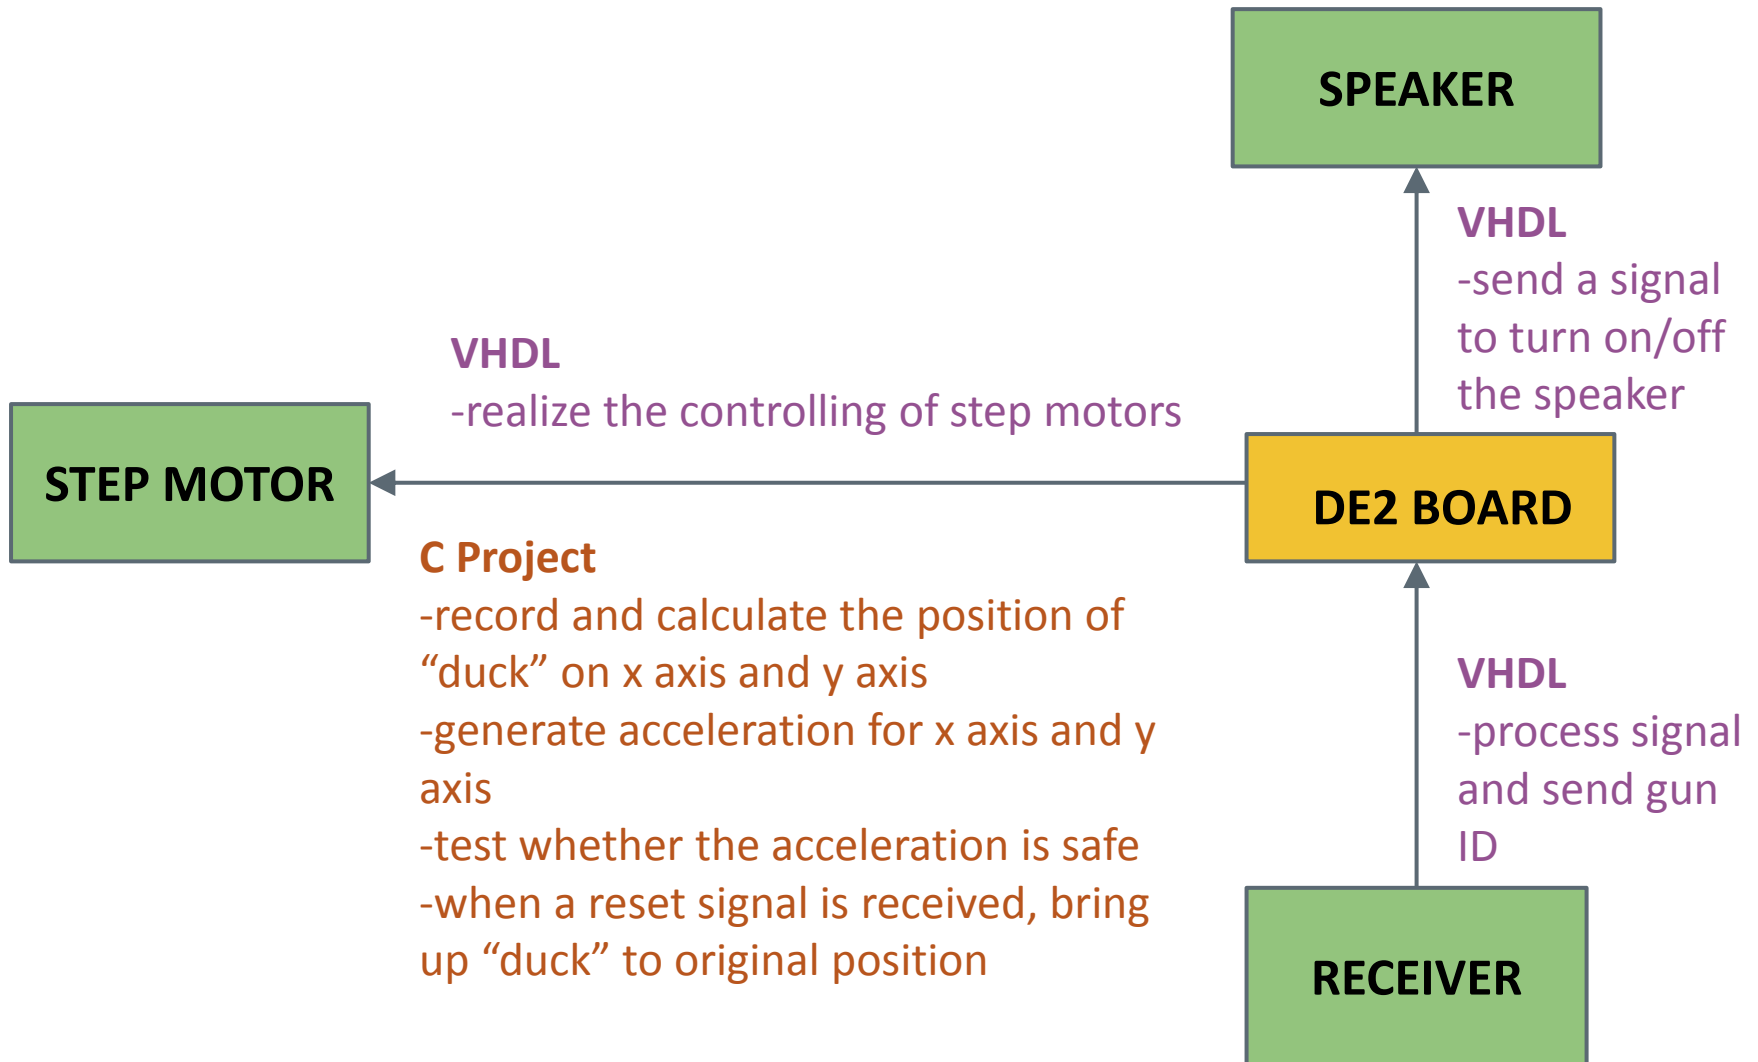 SPEAKER
VHDL
-send a signal
to turn on/off
the speaker
VHDL
-realize the controlling of step motors
STEP MOTOR
DE2 BOARD
C Project
-record and calculate the position of
“duck” on x axis and y axis
-generate acceleration for x axis and y
axis
-test whether the acceleration is safe
-when a reset signal is received, bring
up “duck” to original position
VHDL
-process signal
and send gun
ID
RECEIVER